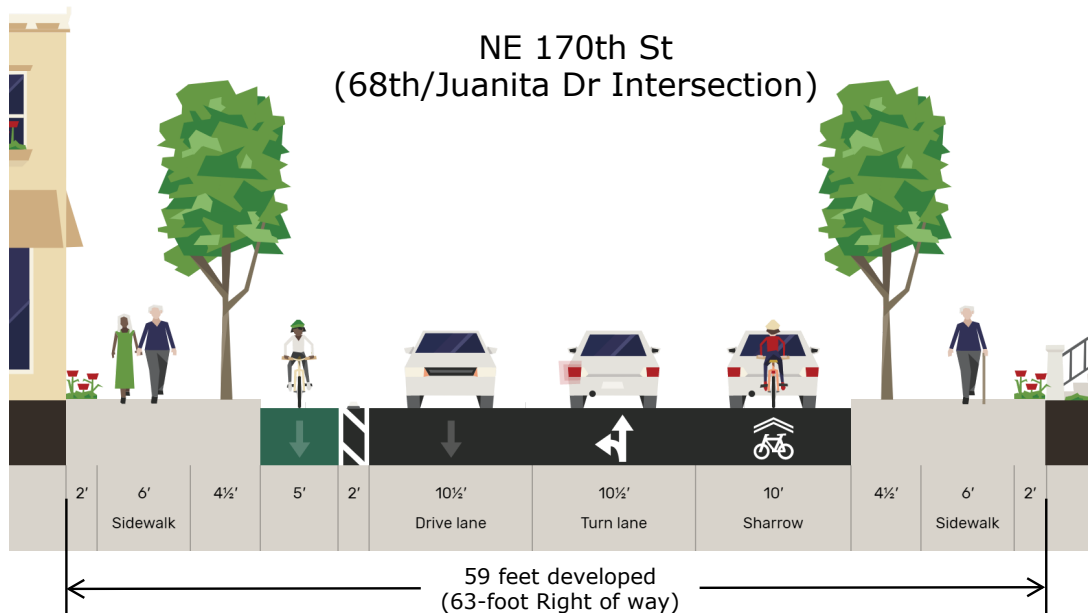 NE 170th St
(68th/Juanita Dr Intersection)
2' 6' 4½' 5' 2' 10½' 10½' 10' 4½' 6' 2'
Sidewalk Drive lane Turn lane Sharrow Sidewalk
59 feet developed
(63-foot Right of way)